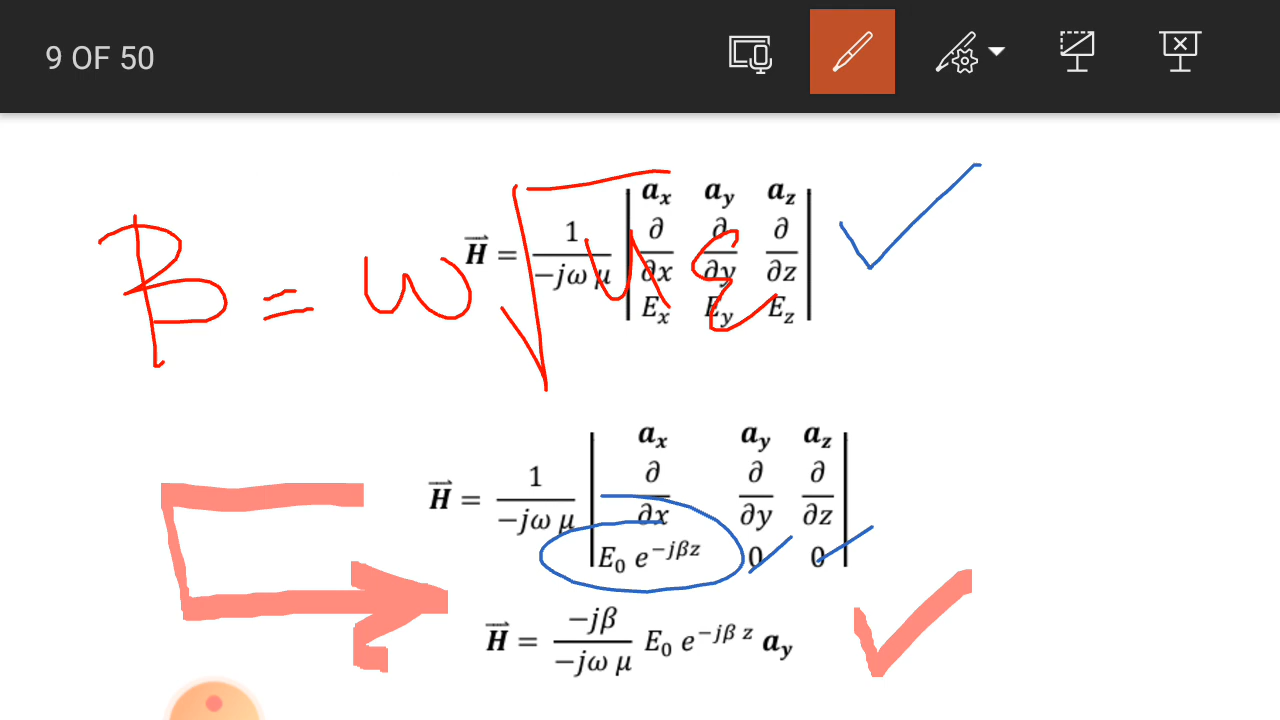 9 OF 50
B = ω√με
H⃗ = 1/(-jω μ) | a_x a_y a_z ; ∂/∂x ∂/∂y ∂/∂z ; E_x E_y E_z |
H⃗ = 1/(-jω μ) | a_x a_y a_z ; ∂/∂x ∂/∂y ∂/∂z ; E_0 e^{-jβz} 0 0 |
H⃗ = -jβ/(-jω μ) E_0 e^{-jβ z} a_y